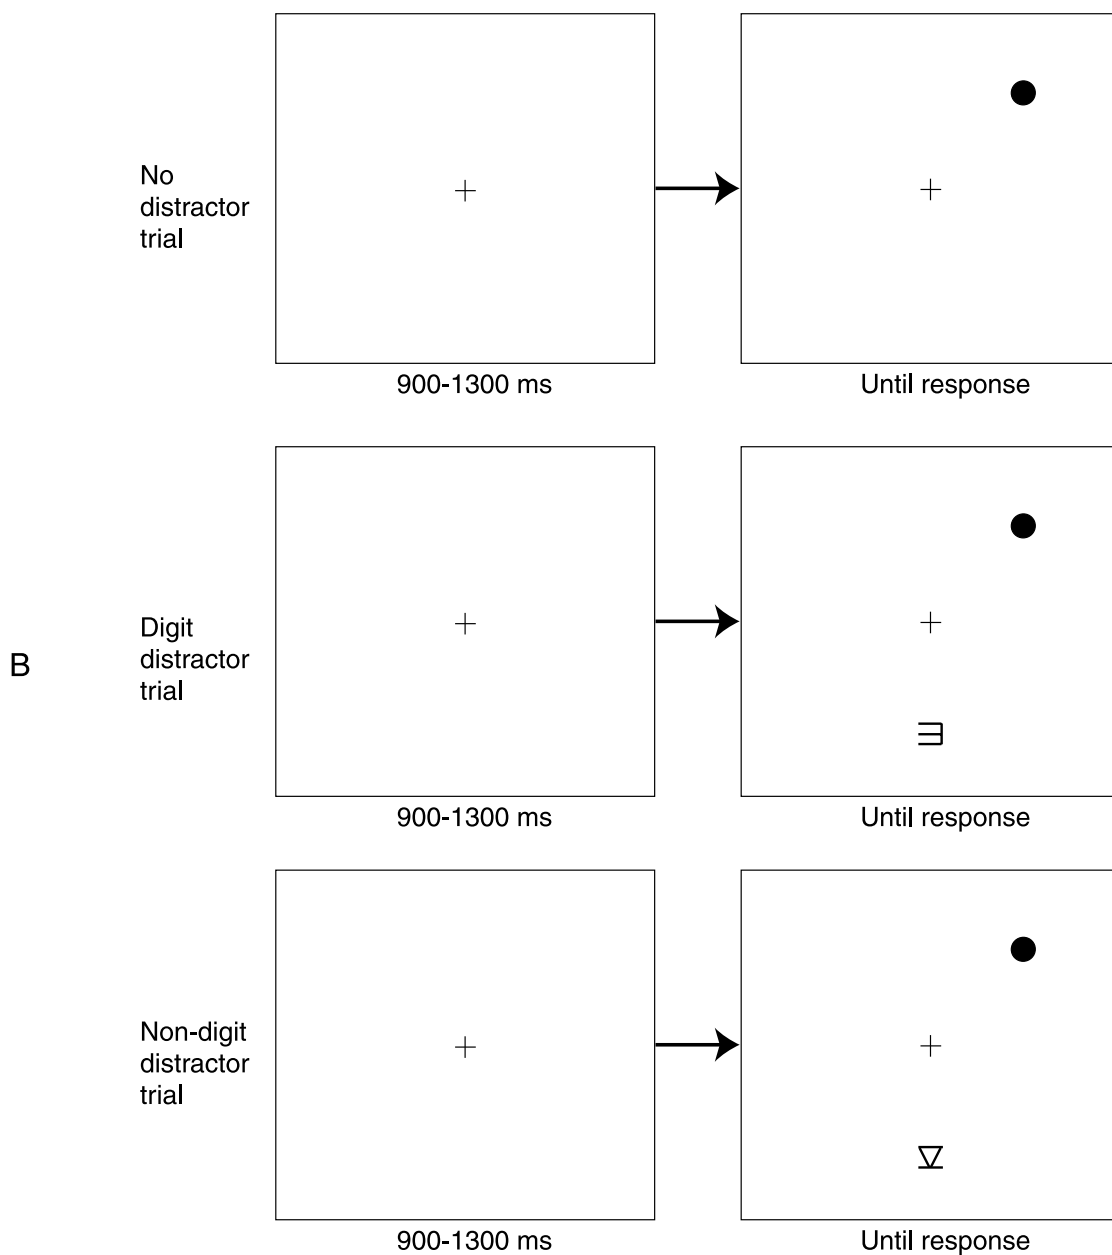 No
distractor
trial
900-1300 ms
Until response
B
Digit
distractor
trial
900-1300 ms
Until response
Non-digit
distractor
trial
900-1300 ms
Until response